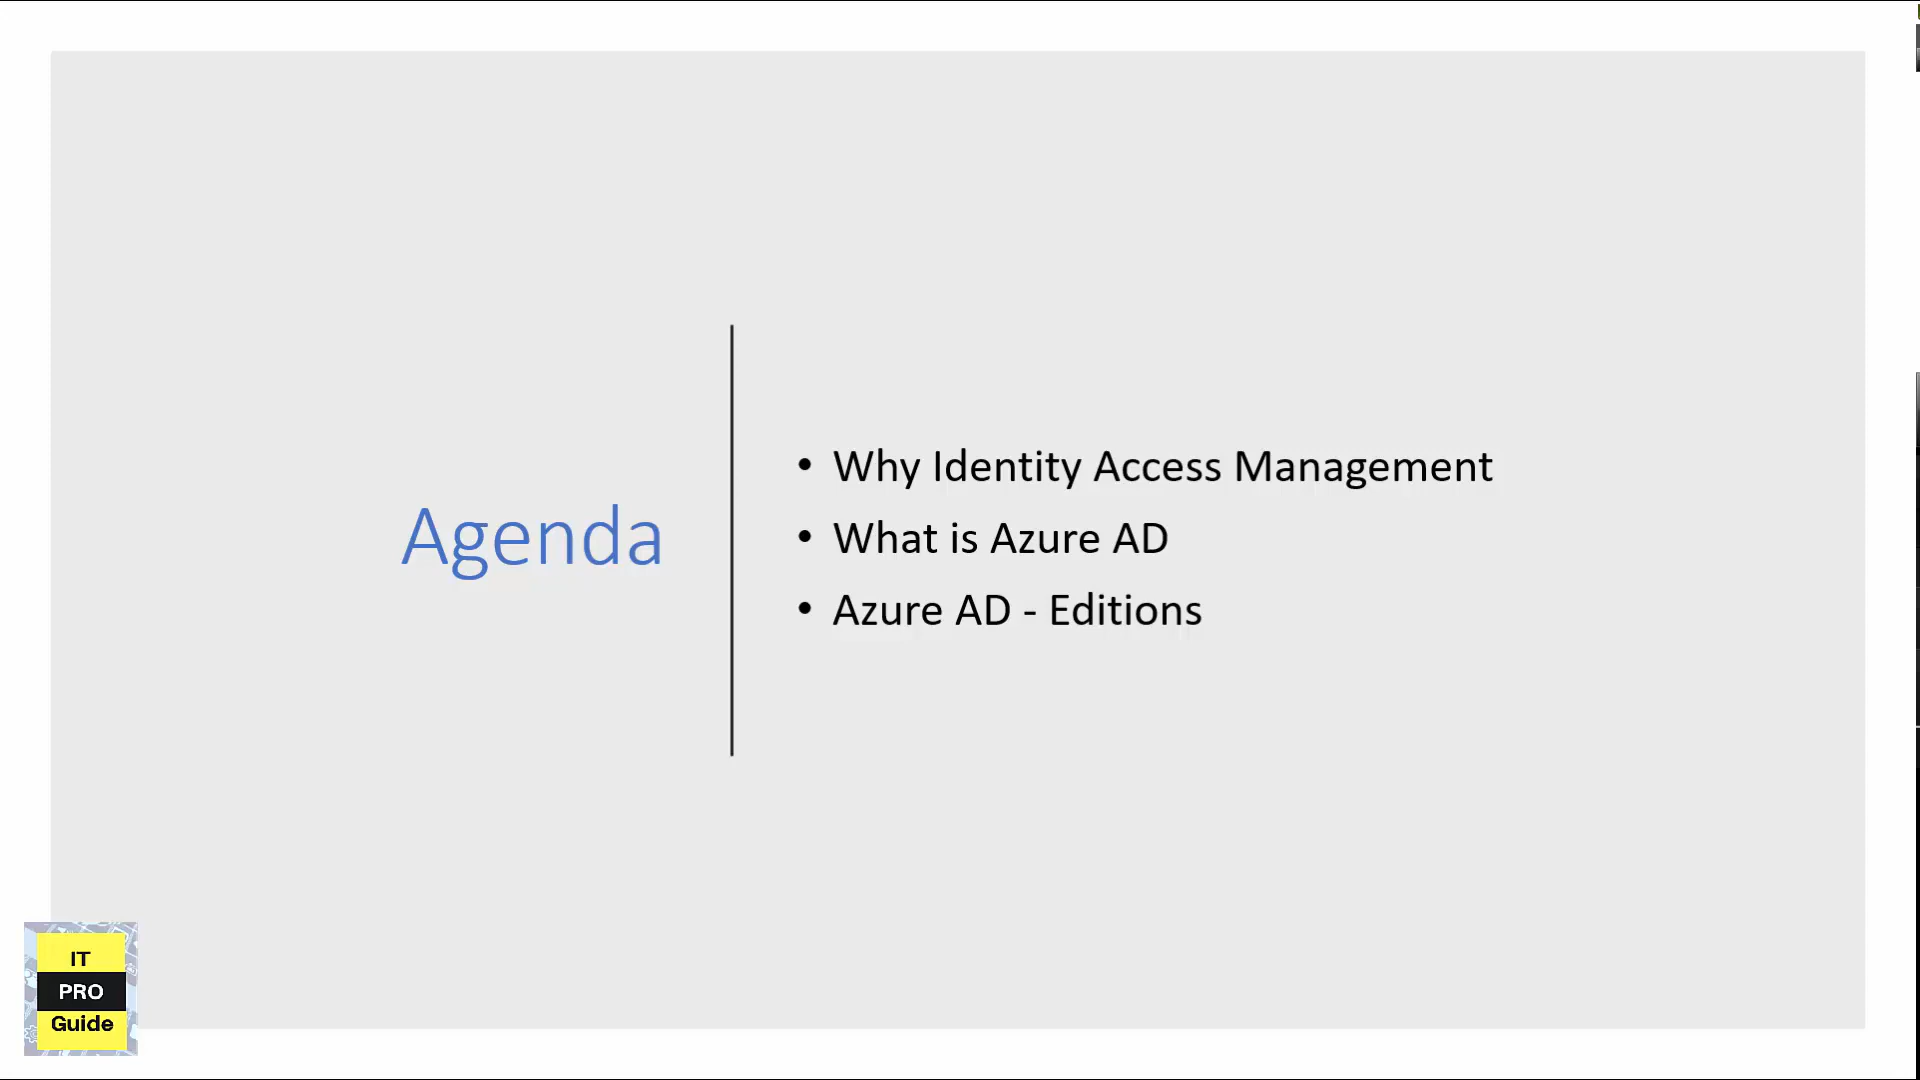 Agenda
• Why Identity Access Management
• What is Azure AD
• Azure AD - Editions
IT
PRO
Guide